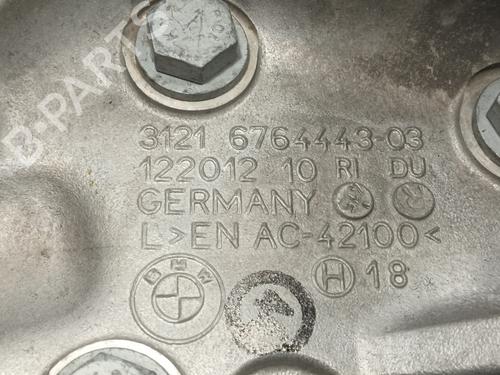 B-PARTS
3121 6764443-03
122012 10 RI DU
GERMANY
L >EN AC-42100<
BMW
H 18